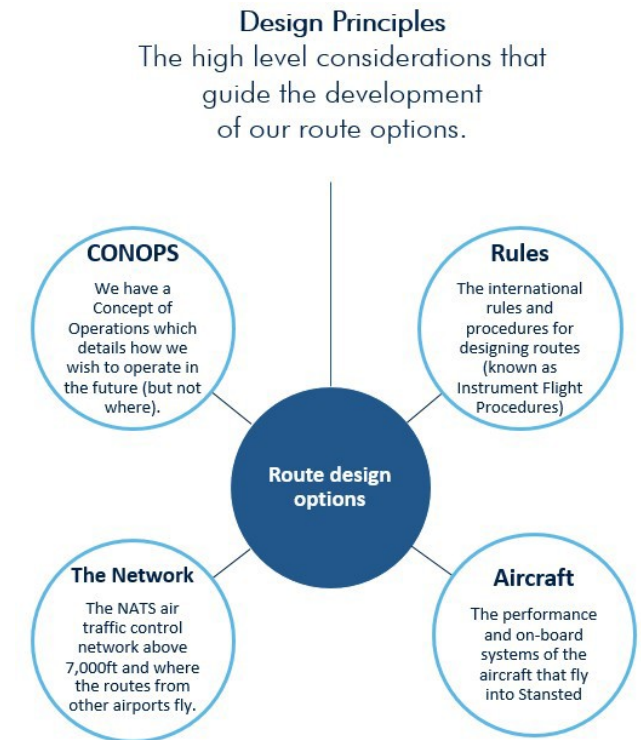 Design Principles
The high level considerations that
guide the development
of our route options.
CONOPS
We have a
Concept of
Operations which
details how we
wish to operate in
the future (but not
where).
Rules
The international
rules and
procedures for
designing routes
(known as
Instrument Flight
Procedures)
Route design
options
The Network
The NATS air
traffic control
network above
7,000ft and where
the routes from
other airports fly.
Aircraft
The performance
and on-board
systems of the
aircraft that fly
into Stansted